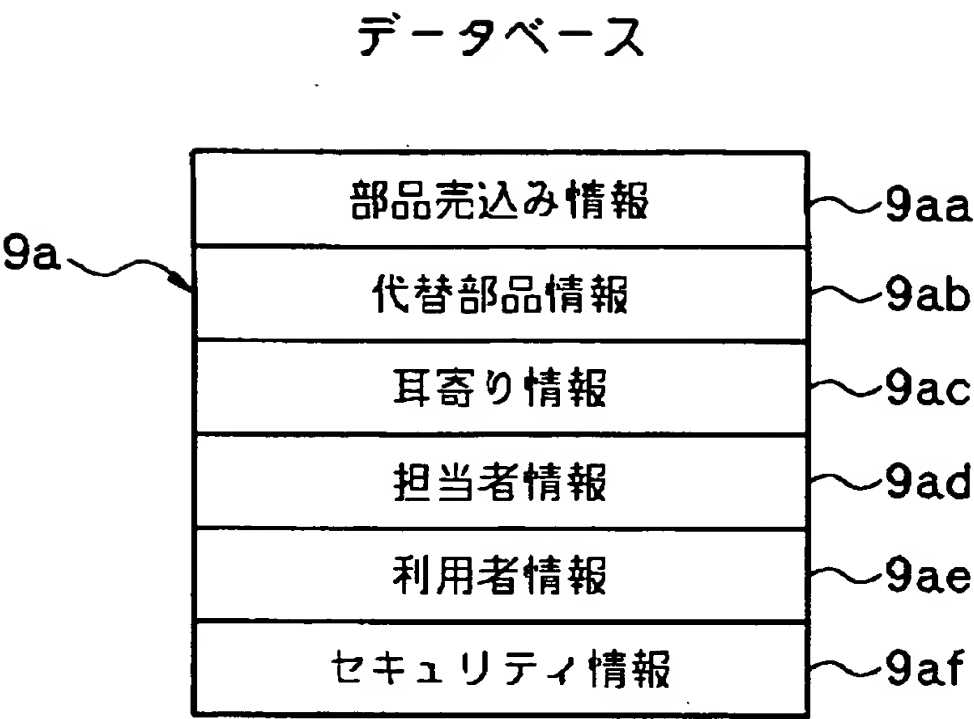 データベース
部品売込み情報 9aa
9a
代替部品情報 9ab
耳寄り情報 9ac
担当者情報 9ad
利用者情報 9ae
セキュリティ情報 9af